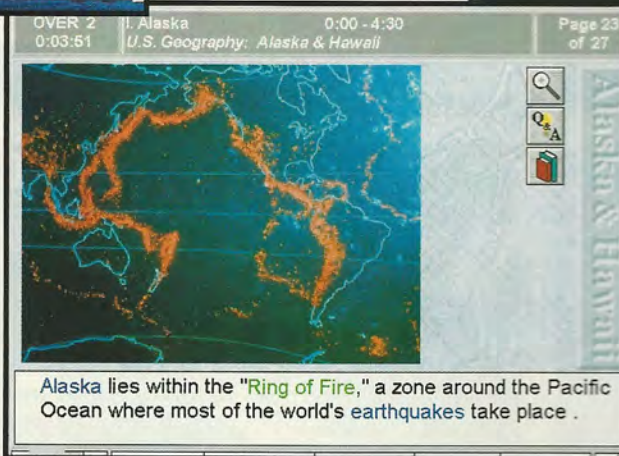 OVER 2
0:03:51
I. Alaska
0:00 - 4:30
U.S. Geography: Alaska & Hawaii
Page 23
of 27
Q & A
Alaska & Hawaii
Alaska lies within the "Ring of Fire," a zone around the Pacific
Ocean where most of the world's earthquakes take place .